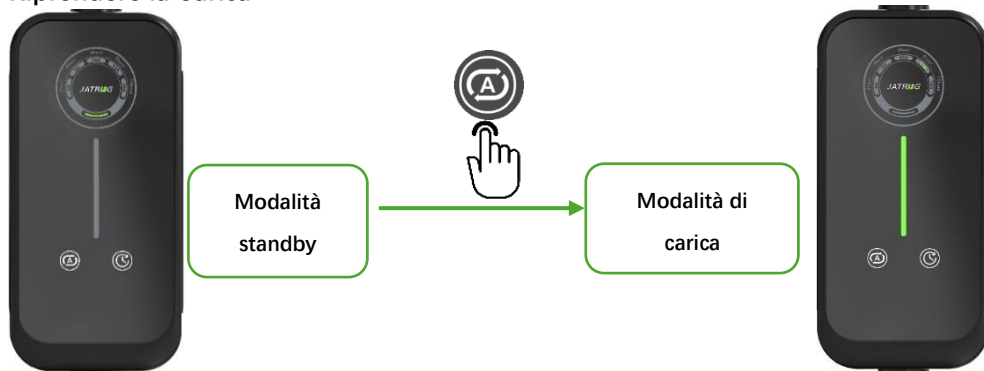 Riprendere la carica
JATRUG
A
JATRUG
Modalità
standby
Modalità di
carica
A
A